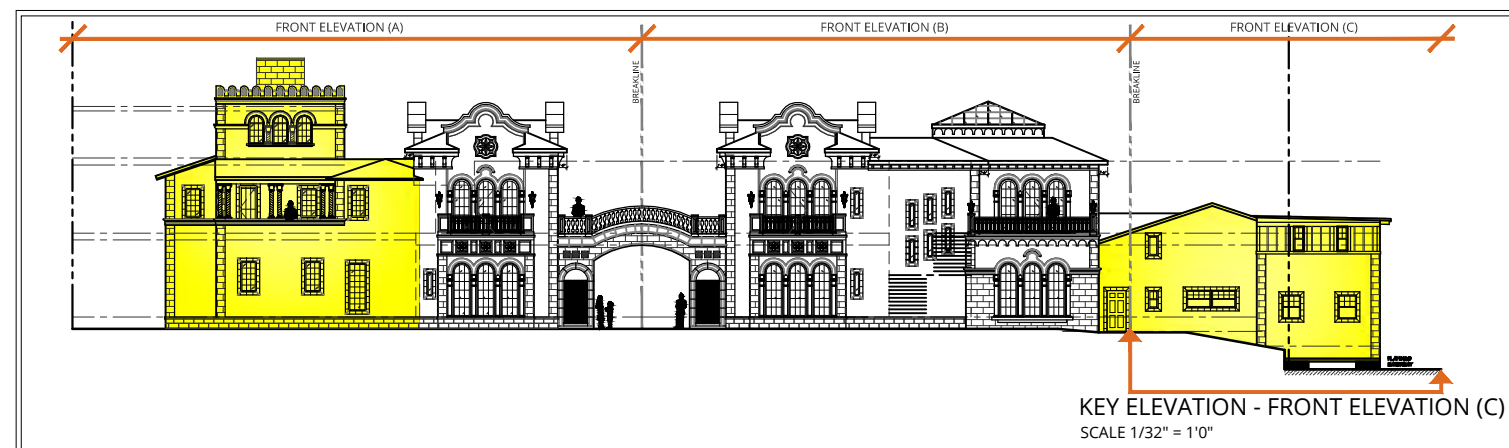 FRONT ELEVATION (A)
FRONT ELEVATION (B)
FRONT ELEVATION (C)
BREAKLINE
BREAKLINE
KEY ELEVATION - FRONT ELEVATION (C)
SCALE 1/32" = 1'0"